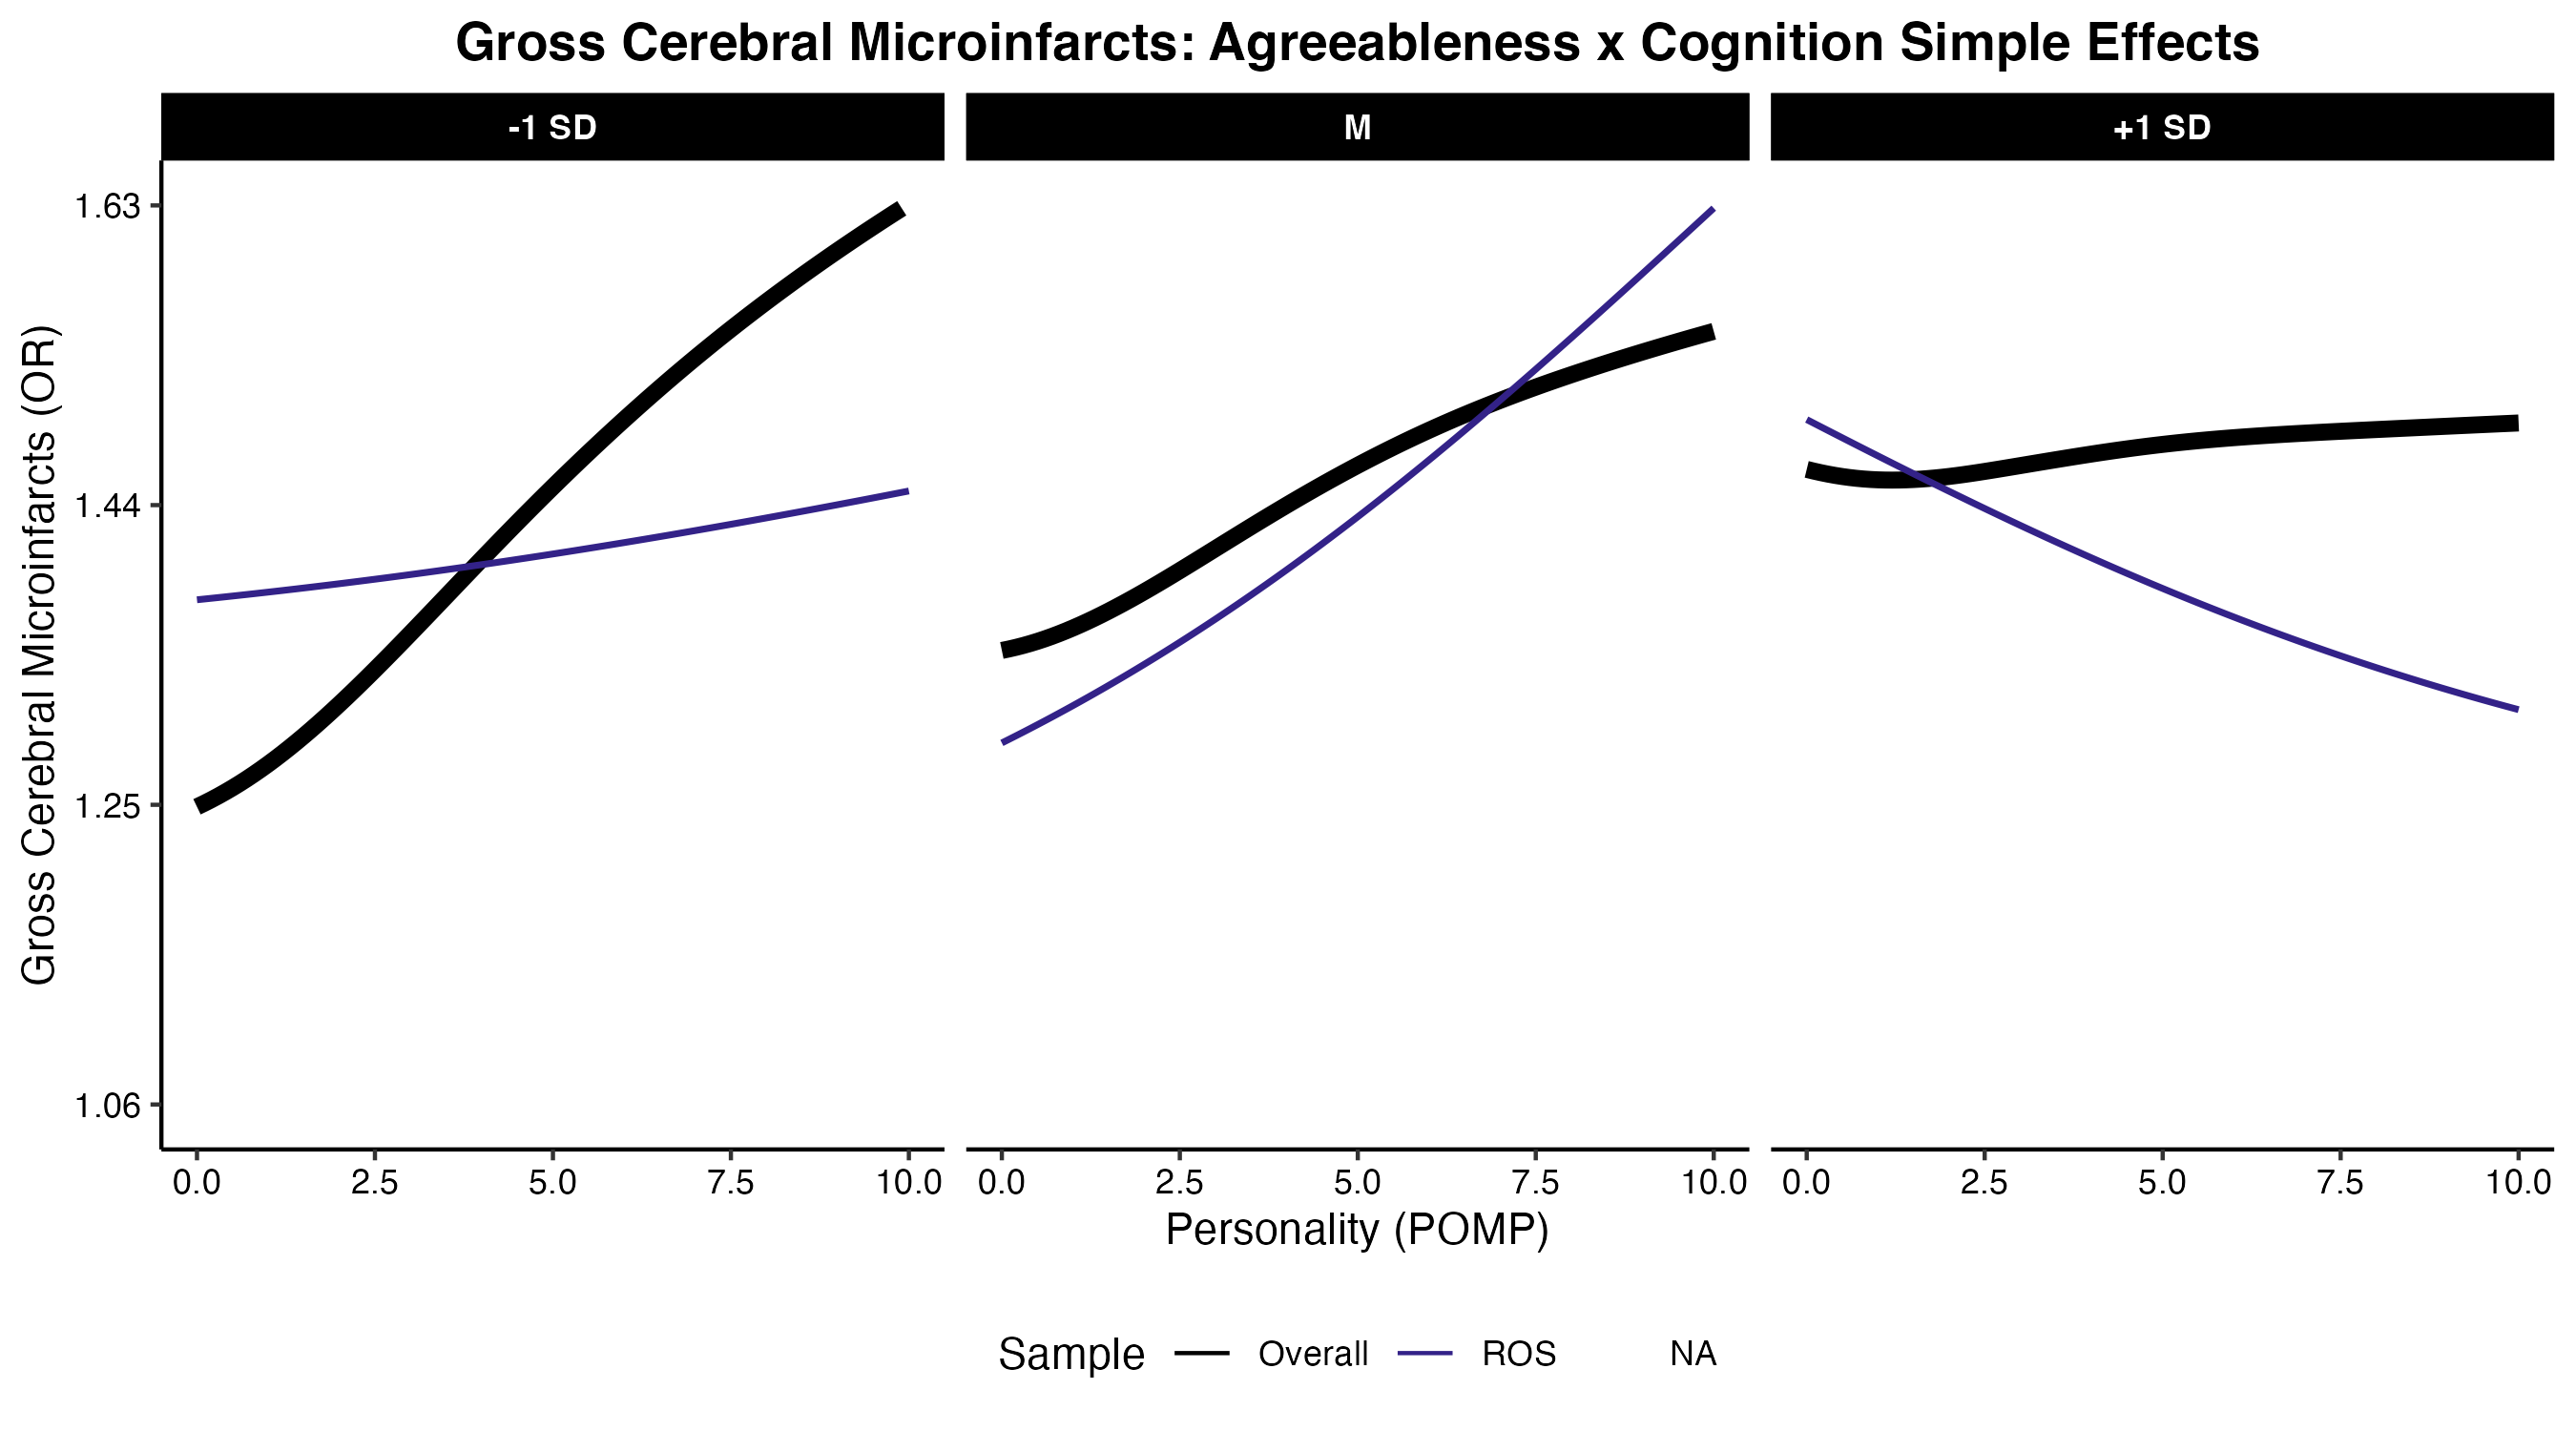 Gross Cerebral Microinfarcts: Agreeableness x Cognition Simple Effects
-1 SD M +1 SD
Gross Cerebral Microinfarcts (OR)
1.63
1.44
1.25
1.06
0.0 2.5 5.0 7.5 10.0 0.0 2.5 5.0 7.5 10.0 0.0 2.5 5.0 7.5 10.0
Personality (POMP)
Sample Overall ROS NA